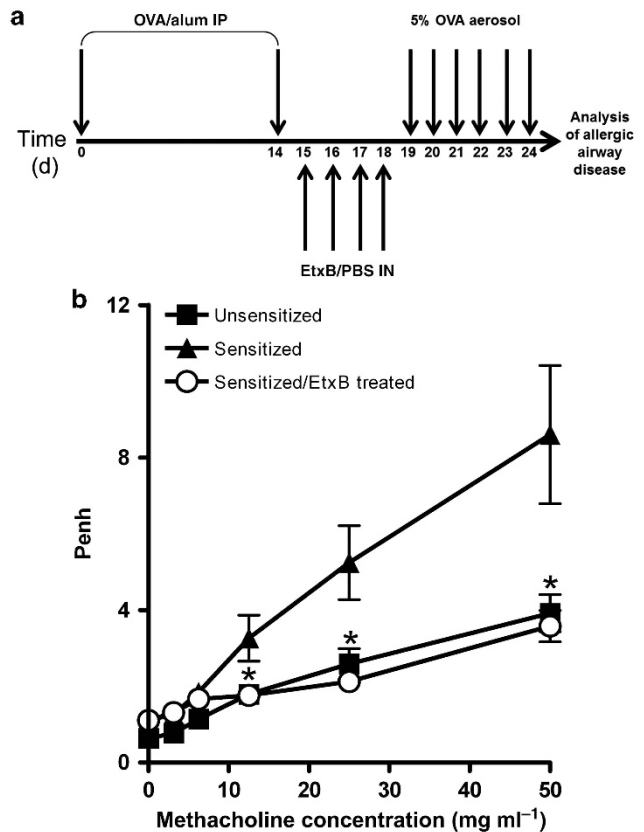 a
OVA/alum IP
5% OVA aerosol
Time
(d)
0
14
15
16
17
18
19
20
21
22
23
24
Analysis
of allergic
airway
disease
EtxB/PBS IN
b
Unsensitized
Sensitized
Sensitized/EtxB treated
Penh
12
8
4
0
*
*
*
0
10
20
30
40
50
Methacholine concentration (mg ml⁻¹)